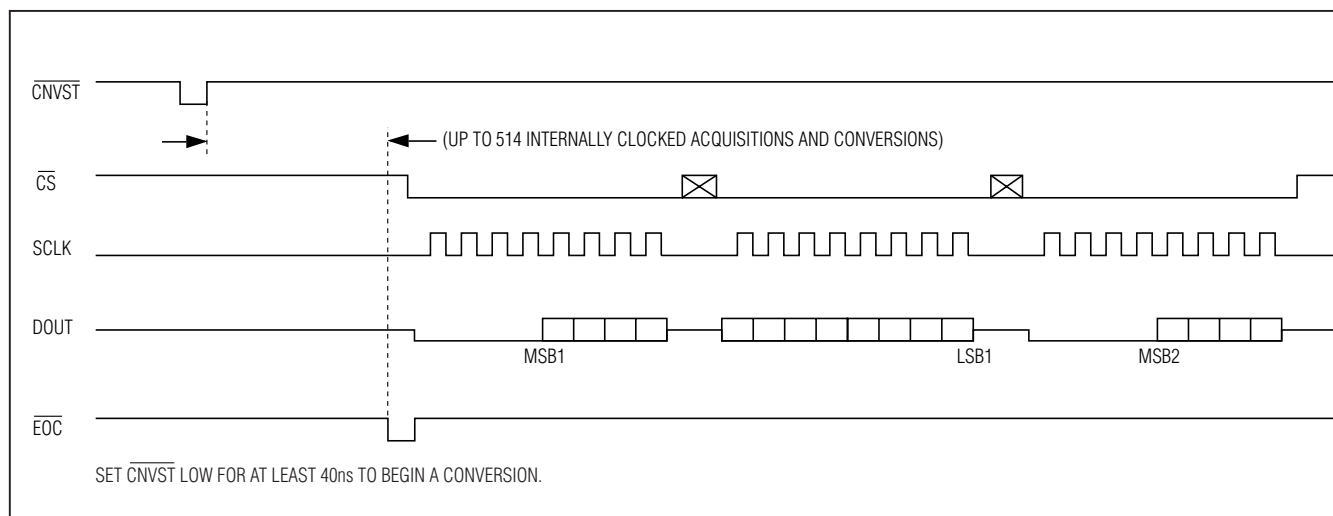 CNVST
(UP TO 514 INTERNALLY CLOCKED ACQUISITIONS AND CONVERSIONS)
CS
SCLK
DOUT
MSB1
LSB1
MSB2
EOC
SET CNVST LOW FOR AT LEAST 40ns TO BEGIN A CONVERSION.